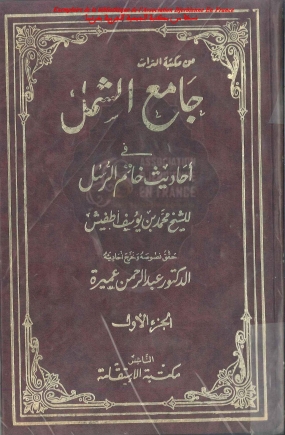 من مكتبة التراث
جامع الشمل
في
أحاديث خاتم الرسل
للشيخ محمد بن يوسف اطفيش
حقق نصوصه وخرج أحاديثه
الدكتور عبد الرحمن عميرة
الجزء الأول
الناشر
مكتبة الاستقامة